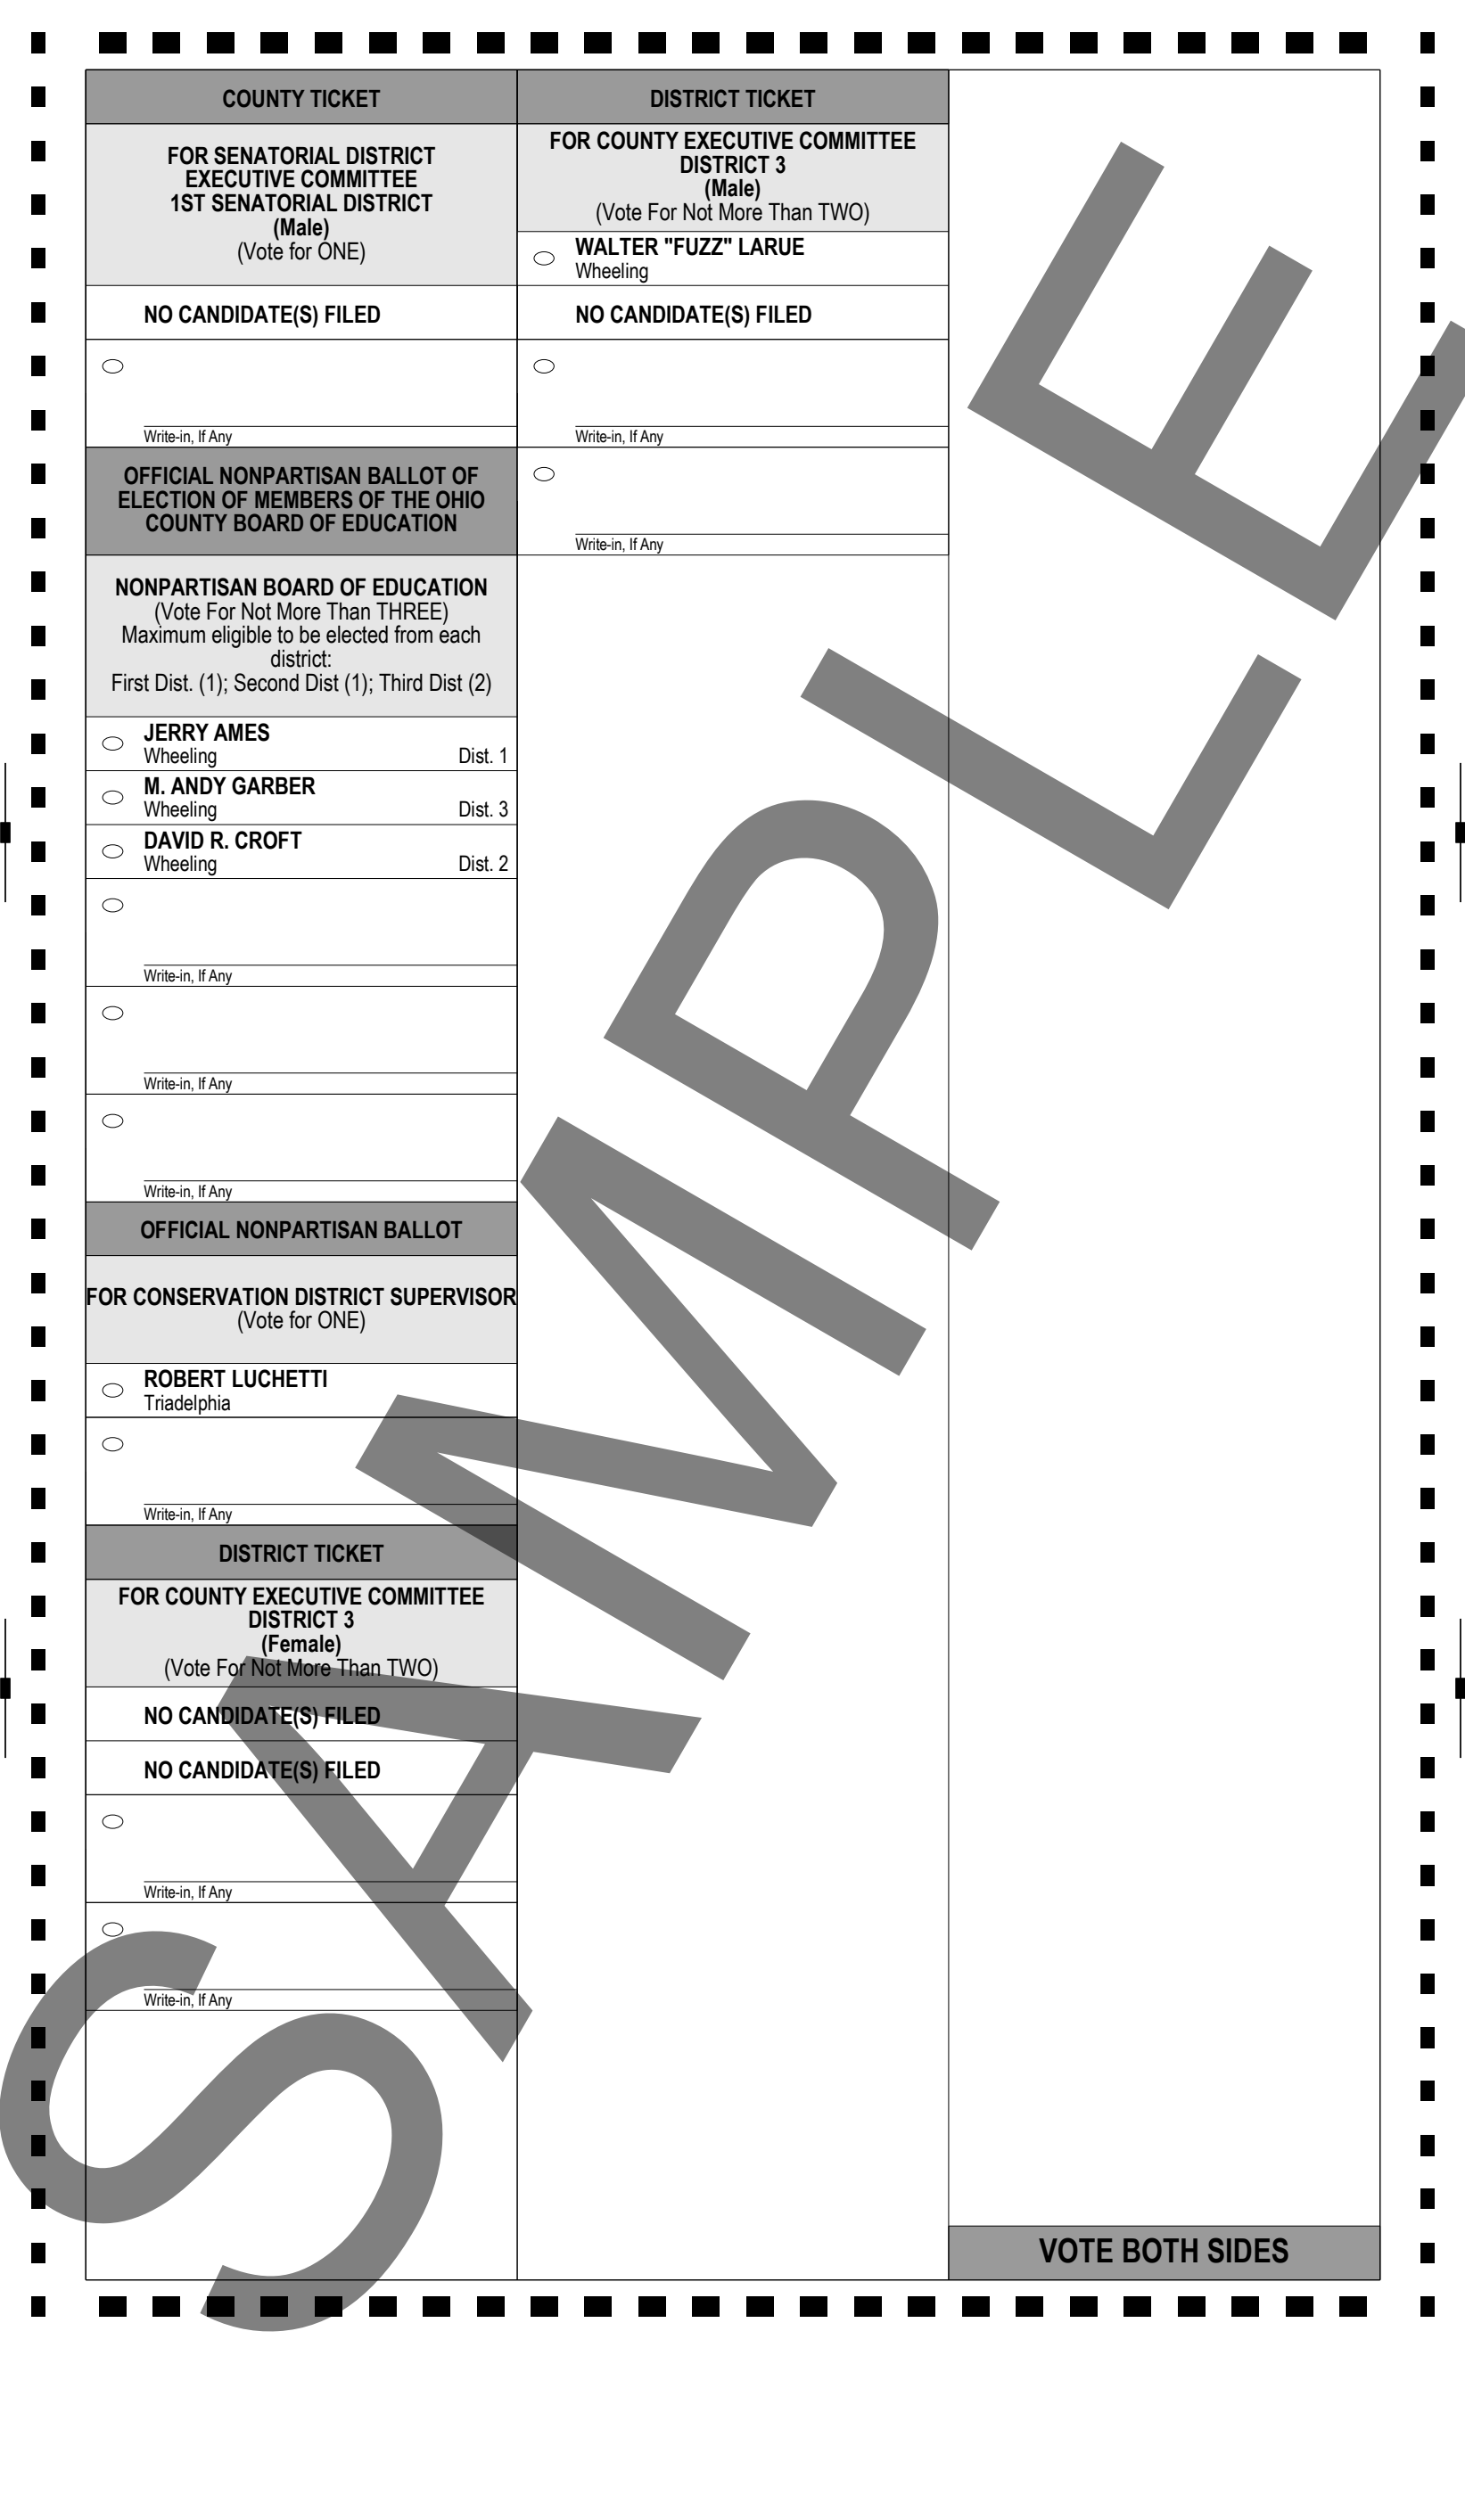 COUNTY TICKET
FOR SENATORIAL DISTRICT
EXECUTIVE COMMITTEE
1ST SENATORIAL DISTRICT
(Male)
(Vote for ONE)
NO CANDIDATE(S) FILED
Write-in, If Any
OFFICIAL NONPARTISAN BALLOT OF
ELECTION OF MEMBERS OF THE OHIO
COUNTY BOARD OF EDUCATION
NONPARTISAN BOARD OF EDUCATION
(Vote For Not More Than THREE)
Maximum eligible to be elected from each
district:
First Dist. (1); Second Dist (1); Third Dist (2)
JERRY AMES
Wheeling Dist. 1
M. ANDY GARBER
Wheeling Dist. 3
DAVID R. CROFT
Wheeling Dist. 2
Write-in, If Any
Write-in, If Any
Write-in, If Any
OFFICIAL NONPARTISAN BALLOT
FOR CONSERVATION DISTRICT SUPERVISOR
(Vote for ONE)
ROBERT LUCHETTI
Triadelphia
Write-in, If Any
DISTRICT TICKET
FOR COUNTY EXECUTIVE COMMITTEE
DISTRICT 3
(Female)
(Vote For Not More Than TWO)
NO CANDIDATE(S) FILED
NO CANDIDATE(S) FILED
Write-in, If Any
Write-in, If Any
DISTRICT TICKET
FOR COUNTY EXECUTIVE COMMITTEE
DISTRICT 3
(Male)
(Vote For Not More Than TWO)
WALTER "FUZZ" LARUE
Wheeling
NO CANDIDATE(S) FILED
Write-in, If Any
Write-in, If Any
VOTE BOTH SIDES
SAMPLE